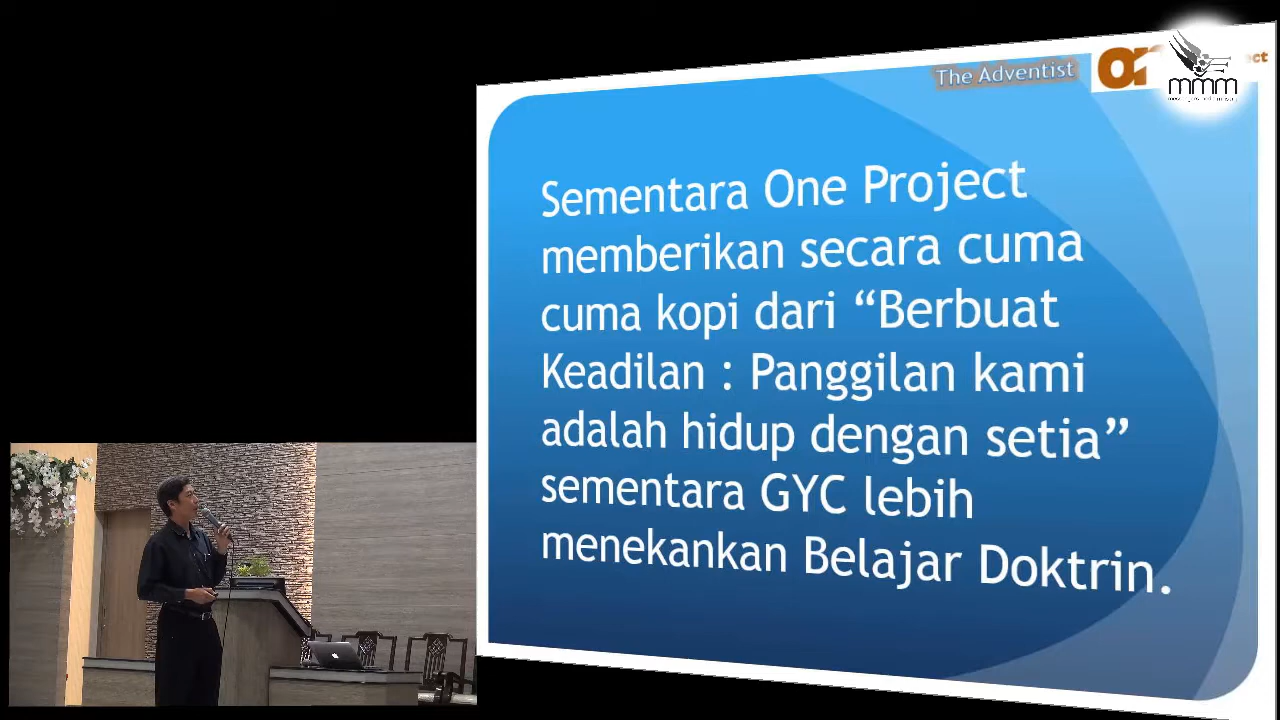 The Adventist
mmm
Sementara One Project
memberikan secara cuma
cuma kopi dari “Berbuat
Keadilan : Panggilan kami
adalah hidup dengan setia”
sementara GYC lebih
menekankan Belajar Doktrin.